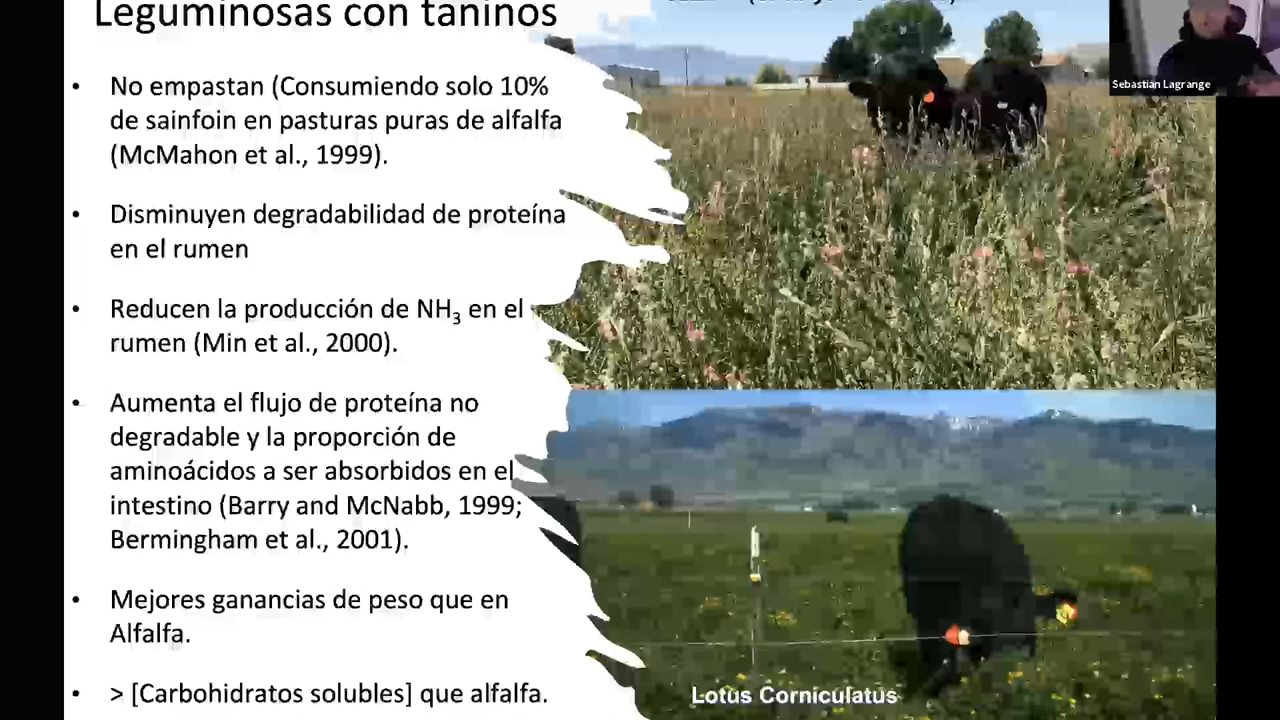 Leguminosas con taninos
• No empastan (Consumiendo solo 10%
de sainfoin en pasturas puras de alfalfa
(McMahon et al., 1999).
• Disminuyen degradabilidad de proteína
en el rumen
• Reducen la producción de NH₃ en el
rumen (Min et al., 2000).
• Aumenta el flujo de proteína no
degradable y la proporción de
aminoácidos a ser absorbidos en el
intestino (Barry and McNabb, 1999;
Bermingham et al., 2001).
• Mejores ganancias de peso que en
Alfalfa.
• > [Carbohidratos solubles] que alfalfa.
Sebastian Lagrange
Lotus Corniculatus